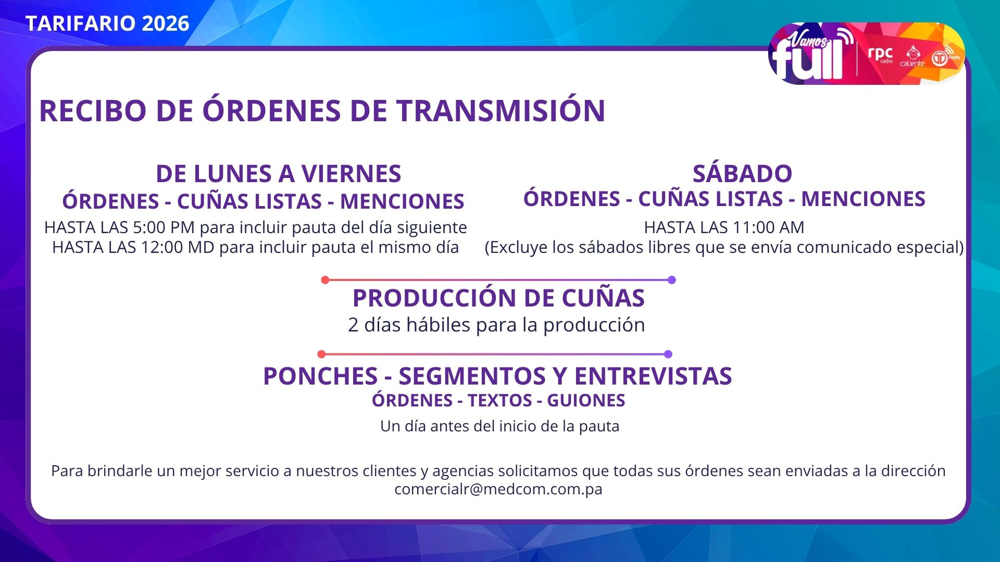 TARIFARIO 2026
Vamos
full
rpc
radio
caliente
Radio
RECIBO DE ÓRDENES DE TRANSMISIÓN
DE LUNES A VIERNES
ÓRDENES - CUÑAS LISTAS - MENCIONES
HASTA LAS 5:00 PM para incluir pauta del día siguiente
HASTA LAS 12:00 MD para incluir pauta el mismo día
SÁBADO
ÓRDENES - CUÑAS LISTAS - MENCIONES
HASTA LAS 11:00 AM
(Excluye los sábados libres que se envía comunicado especial)
PRODUCCIÓN DE CUÑAS
2 días hábiles para la producción
PONCHES - SEGMENTOS Y ENTREVISTAS
ÓRDENES - TEXTOS - GUIONES
Un día antes del inicio de la pauta
Para brindarle un mejor servicio a nuestros clientes y agencias solicitamos que todas sus órdenes sean enviadas a la dirección
comercialr@medcom.com.pa